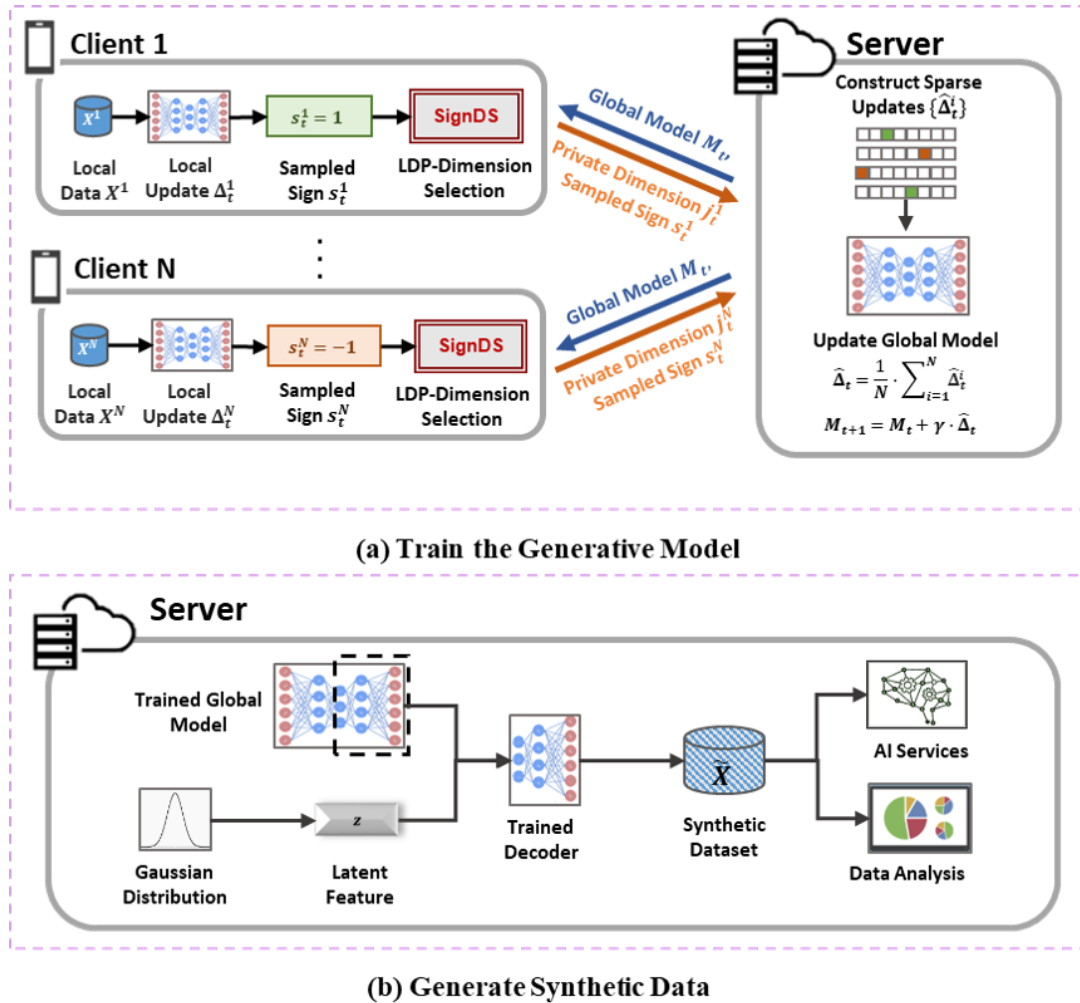 Client 1
X¹
s_t^1 = 1
SignDS
Local
Data X¹
Local
Update Δ_t^1
Sampled
Sign s_t^1
LDP-Dimension
Selection
Client N
X^N
s_t^N = −1
SignDS
Local
Data X^N
Local
Update Δ_t^N
Sampled
Sign s_t^N
LDP-Dimension
Selection
Global Model M_t,
Private Dimension j_t^1
Sampled Sign s_t^1
Global Model M_t,
Private Dimension j_t^N
Sampled Sign s_t^N
Server
Construct Sparse
Updates {Δ̂_t^i}
Update Global Model
Δ̂_t = 1/N · ∑_{i=1}^N Δ̂_t^i
M_{t+1} = M_t + γ · Δ̂_t
(a) Train the Generative Model
Server
Trained Global
Model
Gaussian
Distribution
z
Latent
Feature
Trained
Decoder
X̃
Synthetic
Dataset
AI Services
Data Analysis
(b) Generate Synthetic Data